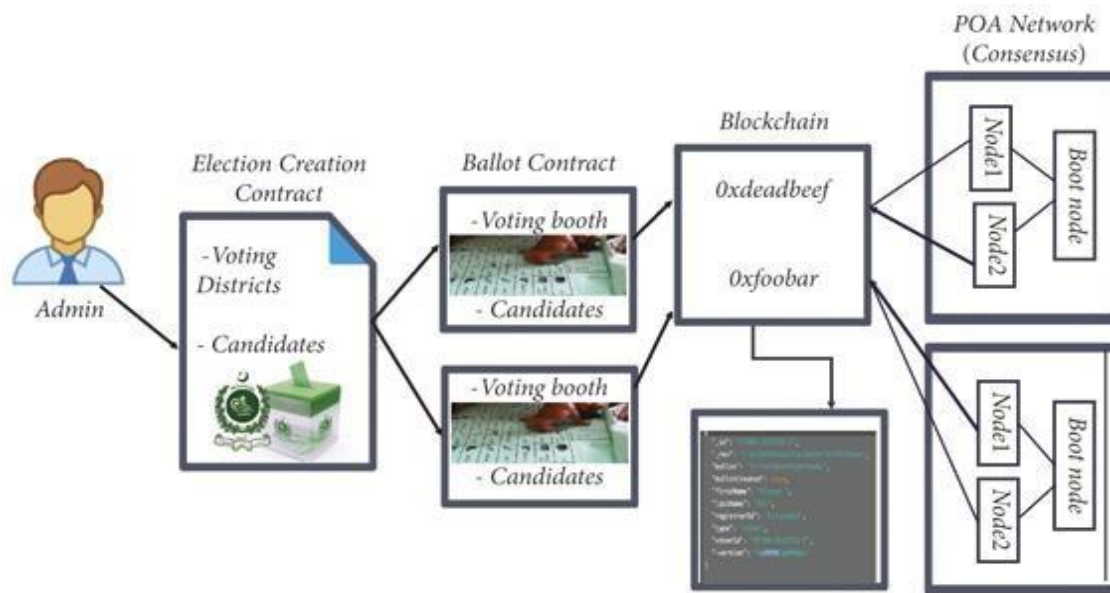 POA Network
(Consensus)
Blockchain
Election Creation
Contract
Ballot Contract
Admin
-Voting
Districts
- Candidates
-Voting booth
- Candidates
-Voting booth
- Candidates
0xdeadbeef
0xfoobar
Node1
Node2
Boot node
Node1
Node2
Boot node